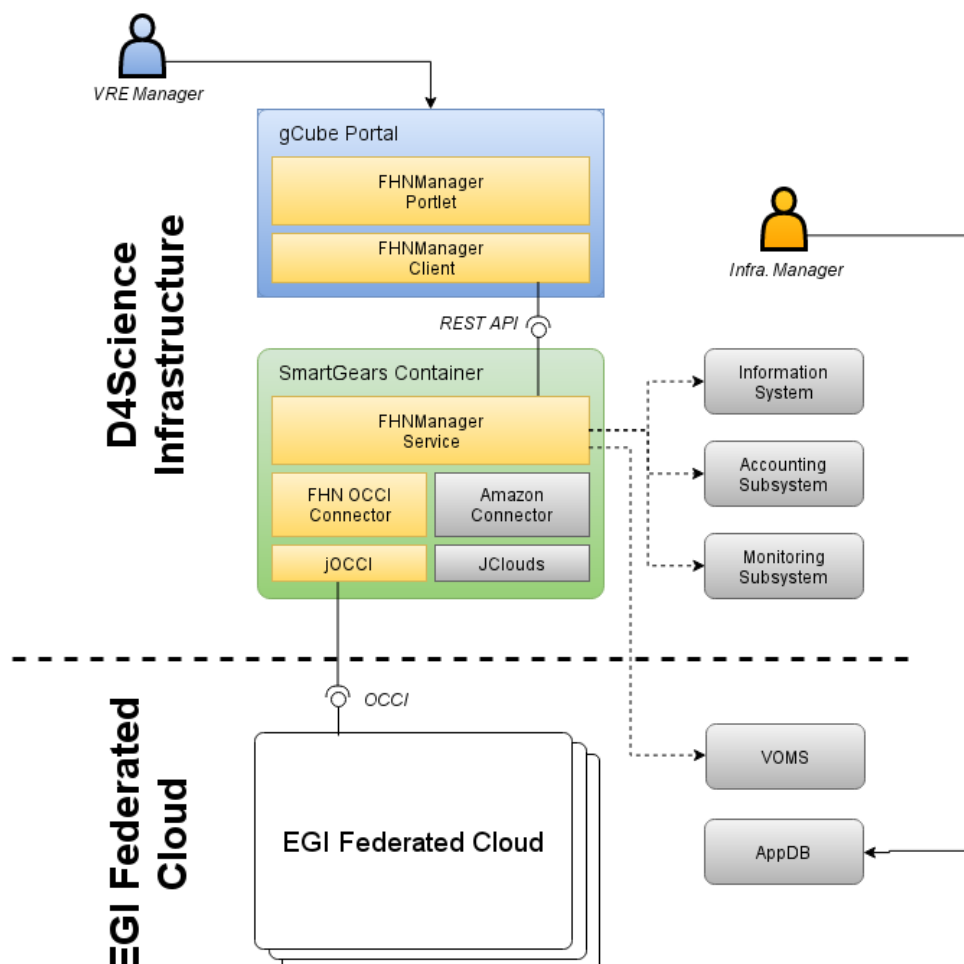 VRE Manager
gCube Portal
FHNManager
Portlet
FHNManager
Client
Infra. Manager
REST API
D4Science
Infrastructure
SmartGears Container
FHNManager
Service
FHN OCCI
Connector
Amazon
Connector
jOCCI
JClouds
Information
System
Accounting
Subsystem
Monitoring
Subsystem
OCCI
EGI Federated
Cloud
EGI Federated Cloud
VOMS
AppDB